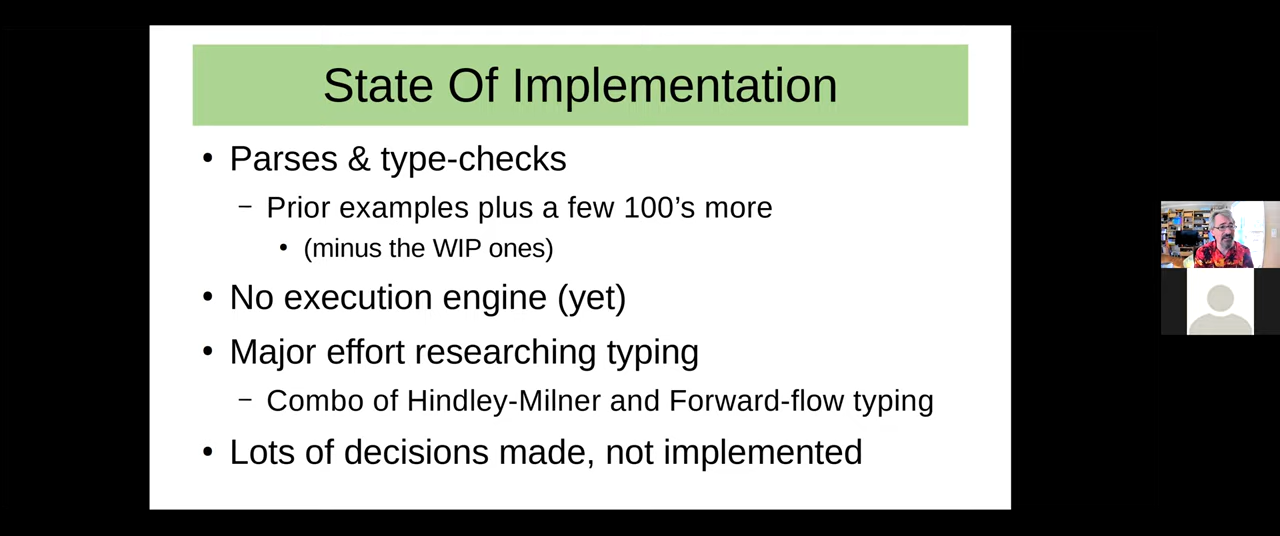 State Of Implementation
• Parses & type-checks
– Prior examples plus a few 100’s more
• (minus the WIP ones)
• No execution engine (yet)
• Major effort researching typing
– Combo of Hindley-Milner and Forward-flow typing
• Lots of decisions made, not implemented